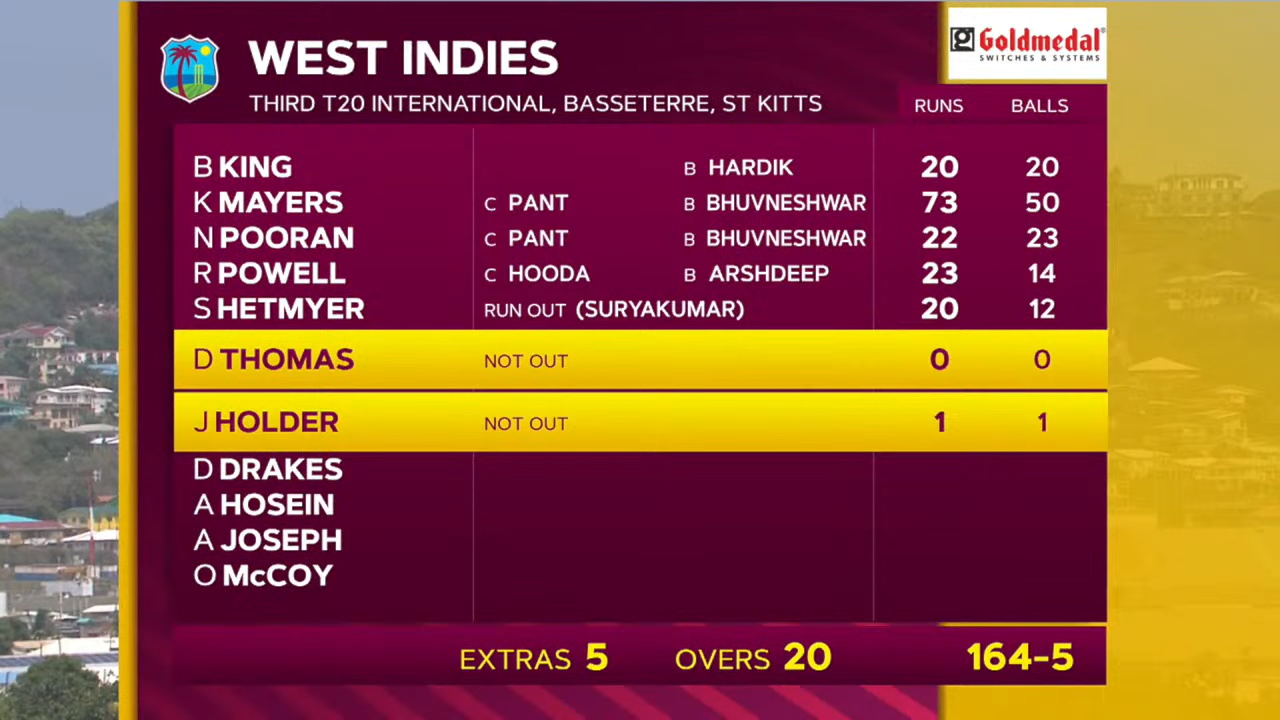 WEST INDIES
Goldmedal
SWITCHES & SYSTEMS
THIRD T20 INTERNATIONAL, BASSETERRE, ST KITTS RUNS BALLS
B KING B HARDIK 20 20
K MAYERS C PANT B BHUVNESHWAR 73 50
N POORAN C PANT B BHUVNESHWAR 22 23
R POWELL C HOODA B ARSHDEEP 23 14
S HETMYER RUN OUT (SURYAKUMAR) 20 12
D THOMAS NOT OUT 0 0
J HOLDER NOT OUT 1 1
D DRAKES
A HOSEIN
A JOSEPH
O McCOY
EXTRAS 5 OVERS 20 164-5